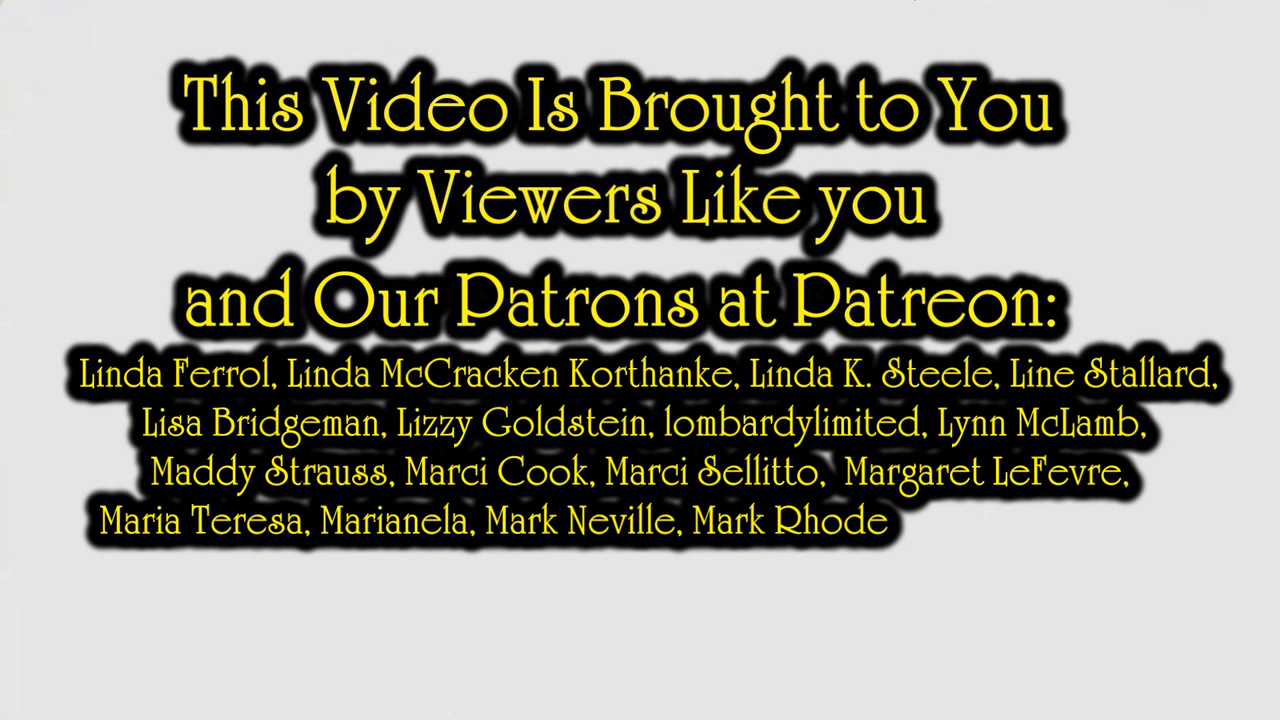 This Video Is Brought to You
by Viewers Like you
and Our Patrons at Patreon:
Linda Ferrol, Linda McCracken Korthanke, Linda K. Steele, Line Stallard,
Lisa Bridgeman, Lizzy Goldstein, lombardylimited, Lynn McLamb,
Maddy Strauss, Marci Cook, Marci Sellitto, Margaret LeFevre,
Maria Teresa, Marianela, Mark Neville, Mark Rhode